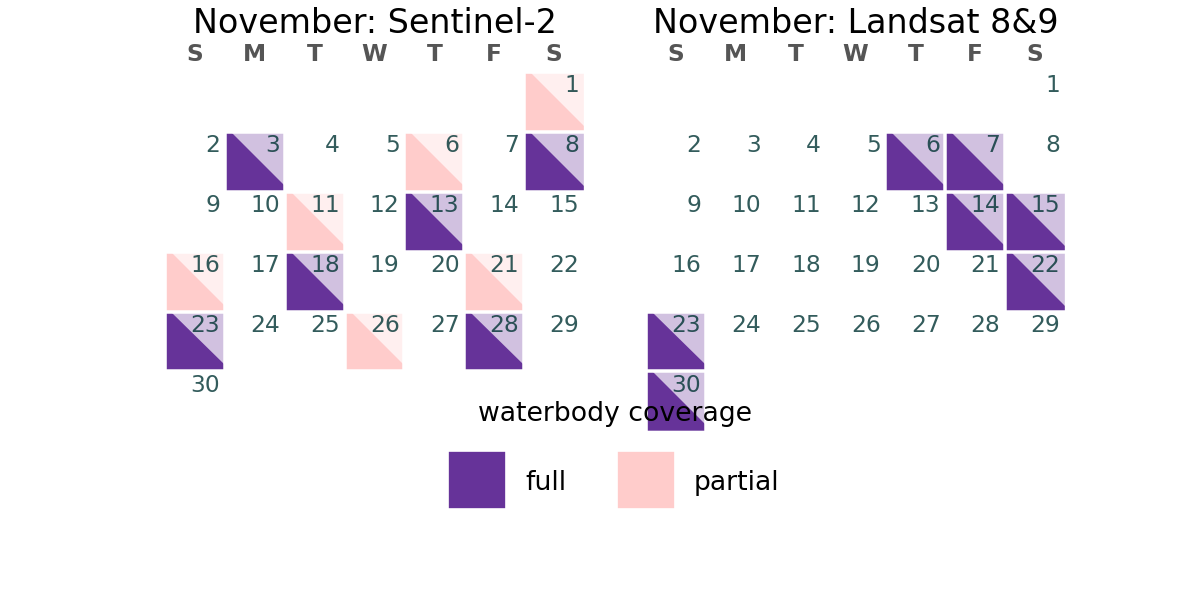 November: Sentinel-2
S M T W T F S
1
2 3 4 5 6 7 8
9 10 11 12 13 14 15
16 17 18 19 20 21 22
23 24 25 26 27 28 29
30
November: Landsat 8&9
S M T W T F S
1
2 3 4 5 6 7 8
9 10 11 12 13 14 15
16 17 18 19 20 21 22
23 24 25 26 27 28 29
30
waterbody coverage
full partial